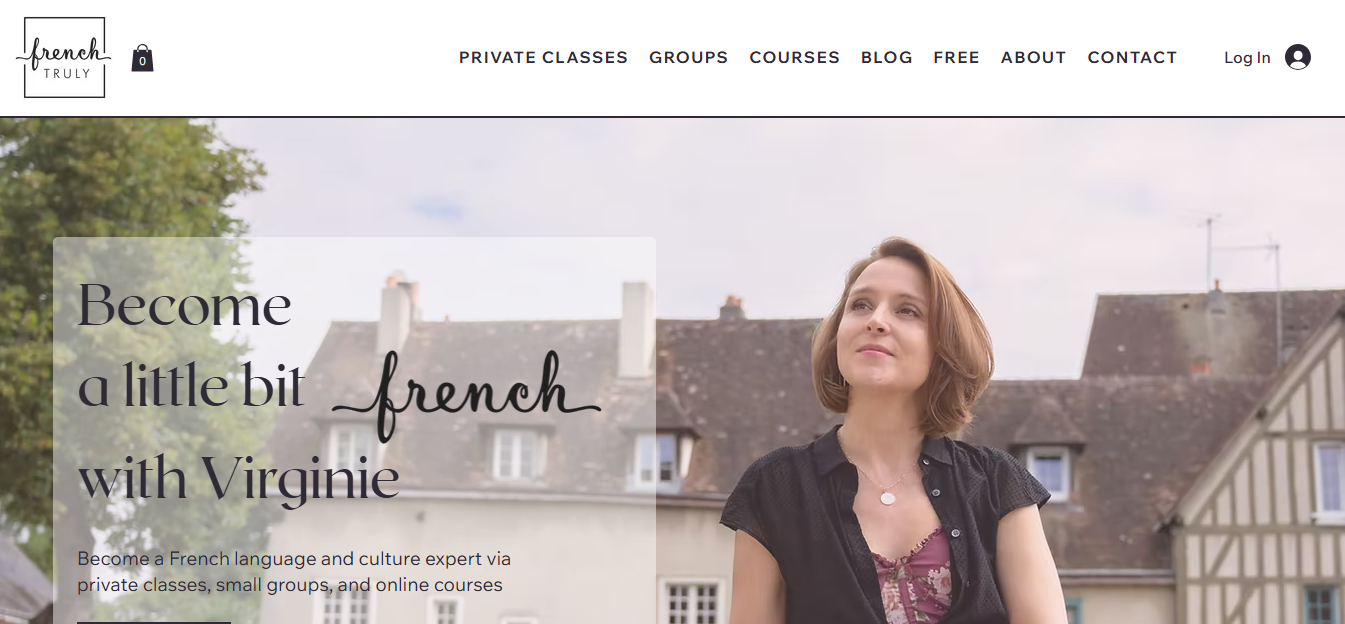 french
TRULY
0
PRIVATE CLASSES GROUPS COURSES BLOG FREE ABOUT CONTACT Log In
Become
a little bit french
with Virginie
Become a French language and culture expert via
private classes, small groups, and online courses